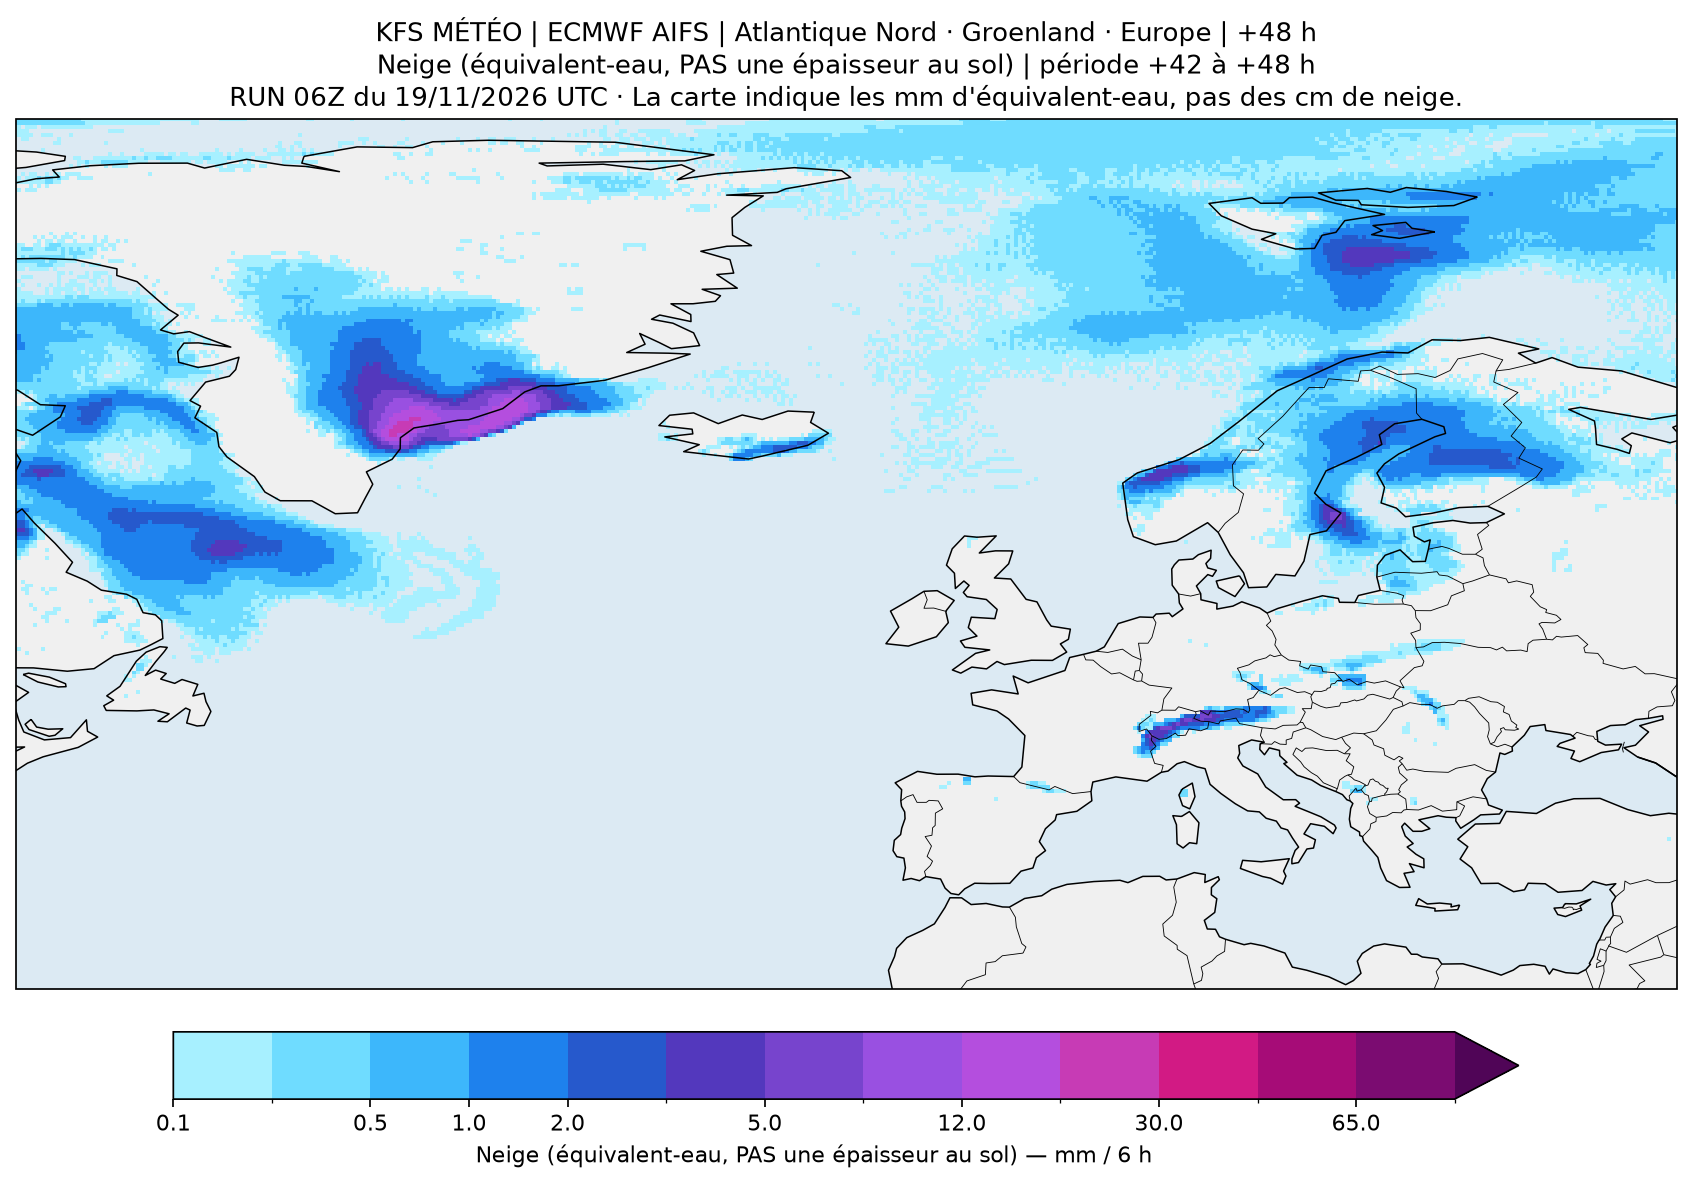 KFS MÉTÉO | ECMWF AIFS | Atlantique Nord · Groenland · Europe | +48 h
Neige (équivalent-eau, PAS une épaisseur au sol) | période +42 à +48 h
RUN 06Z du 19/11/2026 UTC · La carte indique les mm d'équivalent-eau, pas des cm de neige.
0.1 0.5 1.0 2.0 5.0 12.0 30.0 65.0
Neige (équivalent-eau, PAS une épaisseur au sol) — mm / 6 h